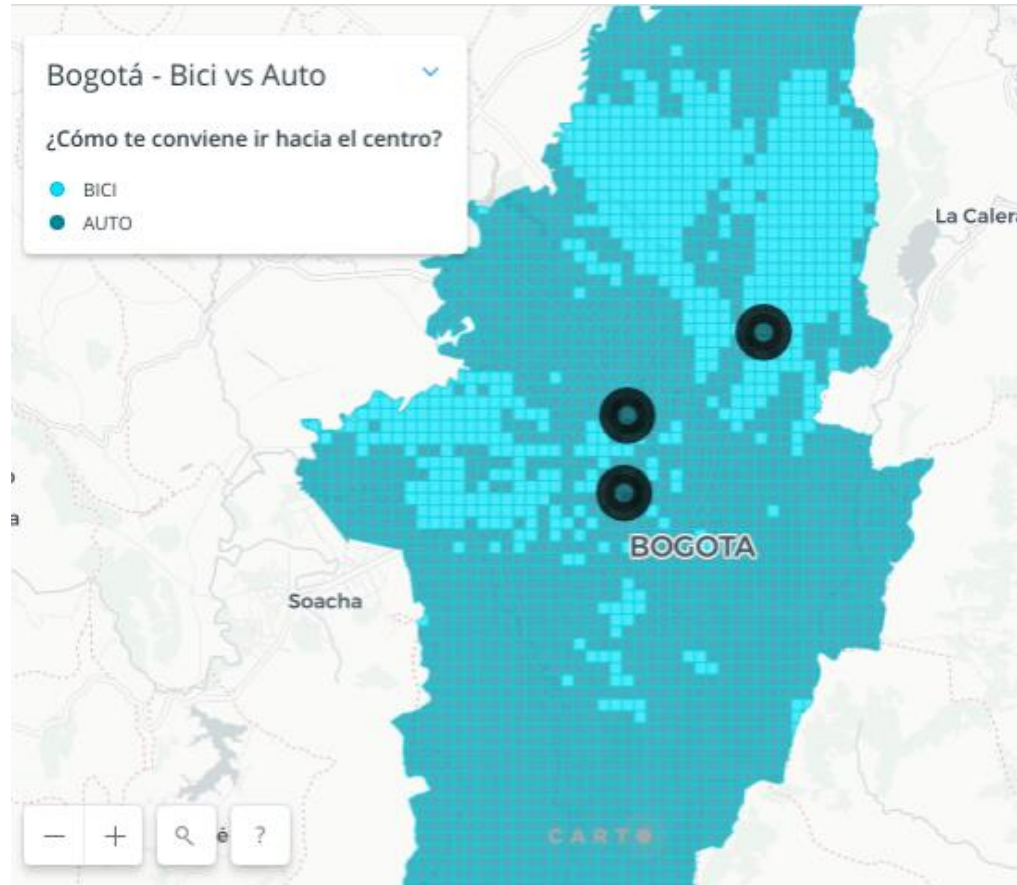 Bogotá - Bici vs Auto
¿Cómo te conviene ir hacia el centro?
BICI
AUTO
La Calera
BOGOTA
Soacha
CARTO
?